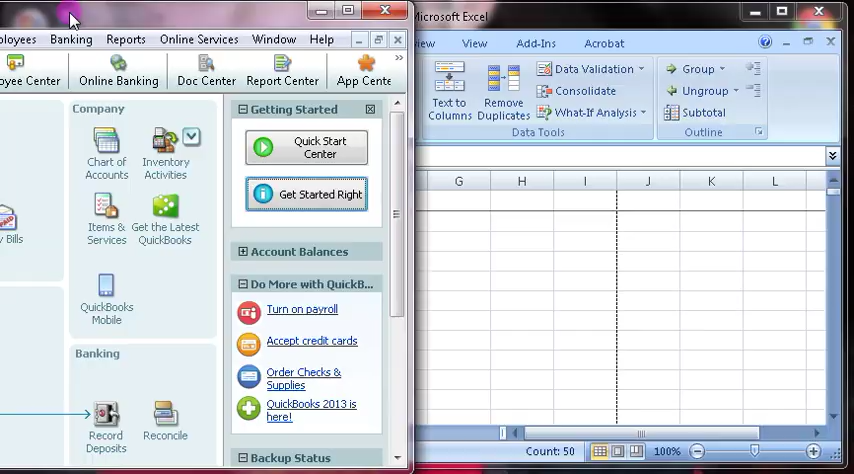 Microsoft Excel
ployees Banking Reports Online Services Window Help
oyee Center Online Banking Doc Center Report Center App Cente »
Company
Chart of
Accounts
Inventory
Activities
Items &
Services
Get the Latest
QuickBooks
QuickBooks
Mobile
y Bills
Banking
Record
Deposits
Reconcile
Getting Started
Quick Start
Center
Get Started Right
Account Balances
Do More with QuickB...
Turn on payroll
Accept credit cards
Order Checks &
Supplies
QuickBooks 2013 is
here!
Backup Status
view View Add-Ins Acrobat
Text to
Columns
Remove
Duplicates
Data Validation
Consolidate
What-If Analysis
Data Tools
Group
Ungroup
Subtotal
Outline
G H I J K L
Count: 50 100%